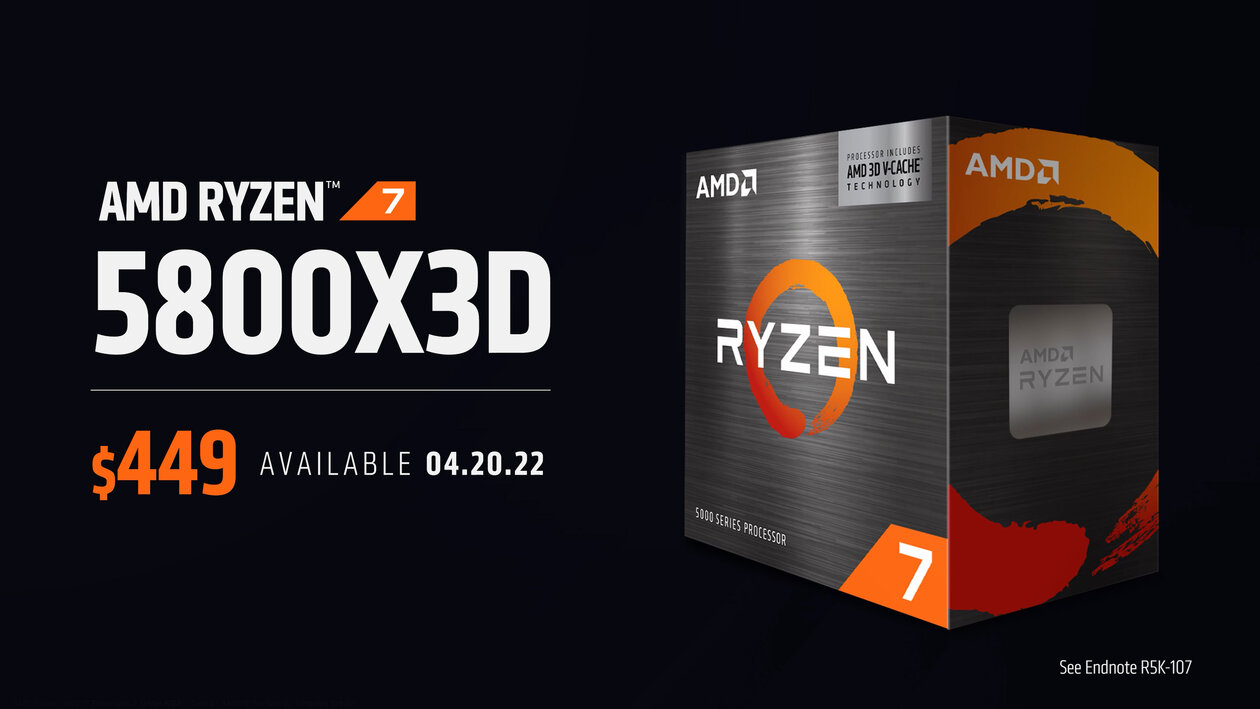 AMD RYZEN™ 7
5800X3D
$449 AVAILABLE 04.20.22
AMD
PROCESSOR INCLUDES
AMD 3D V-CACHE™
TECHNOLOGY
RYZEN
5000 SERIES PROCESSOR
7
AMD
AMD
RYZEN
See Endnote R5K-107